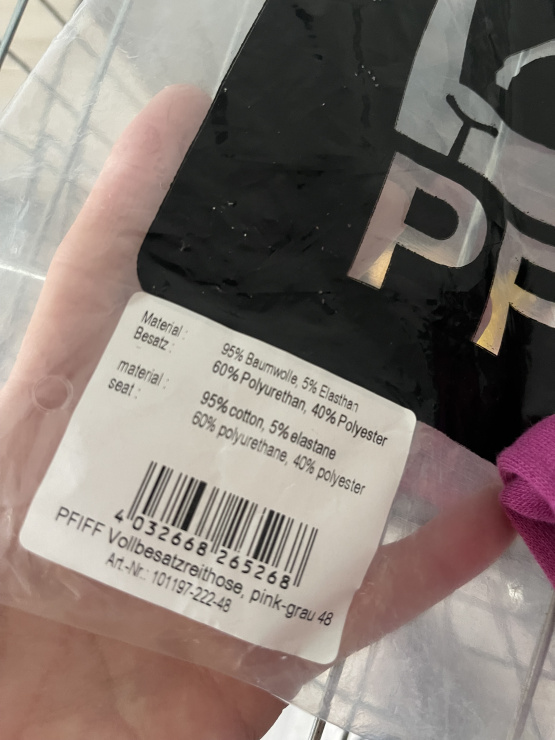 PF
Material : 95% Baumwolle, 5% Elasthan
Besatz : 60% Polyurethan, 40% Polyester
material : 95% cotton, 5% elastane
seat : 60% polyurethane, 40% polyester
4 032668 265268
PFIFF Vollbesatzreithose, pink-grau 48
Art.-Nr.: 101197-222-48